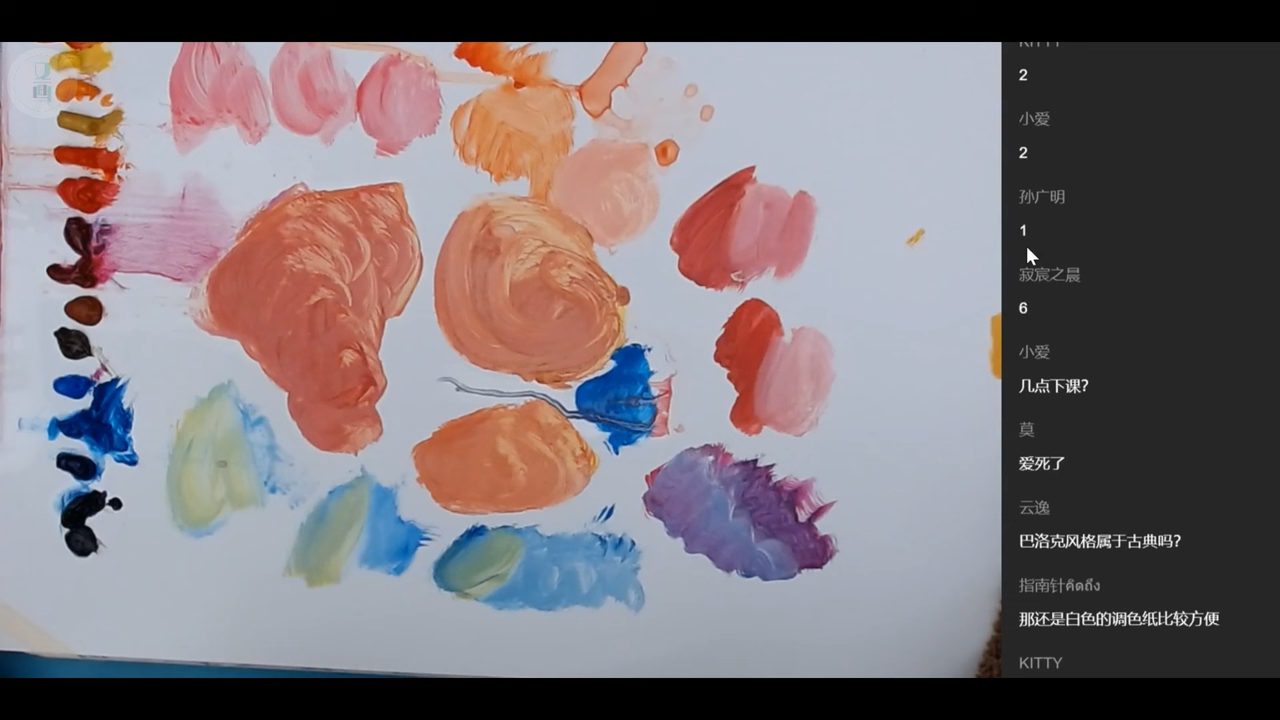 KITTY
2
小爱
2
孙广明
1
寂宸之晨
6
小爱
几点下课?
莫
爱死了
云逸
巴洛克风格属于古典吗?
指南针คิดถึง
那还是白色的调色纸比较方便
KITTY